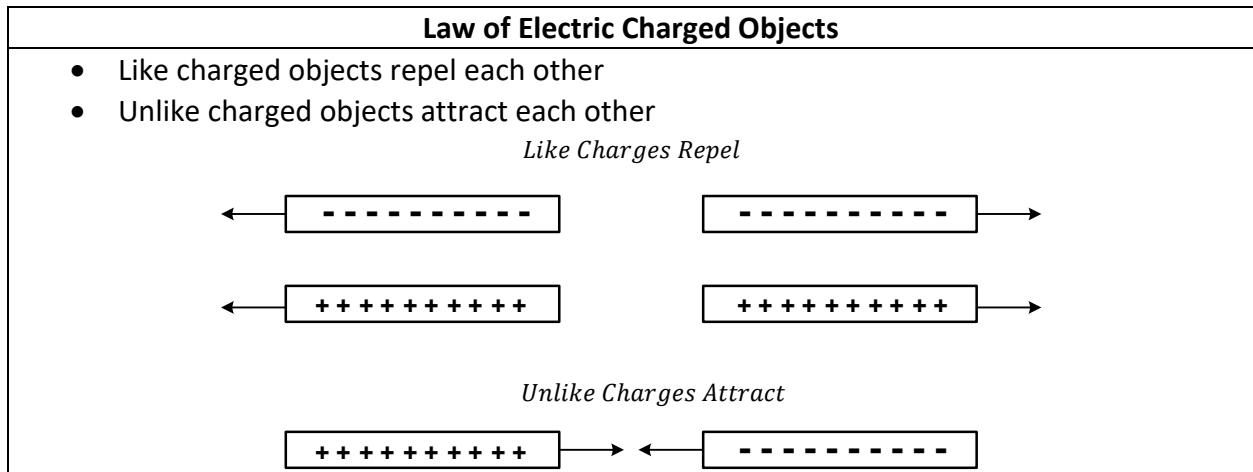 Law of Electric Charged Objects
• Like charged objects repel each other
• Unlike charged objects attract each other
Like Charges Repel
- - - - - - - - - - - - - - - - - - - -
+ + + + + + + + + + + + + + + + + + + +
Unlike Charges Attract
+ + + + + + + + + + - - - - - - - - - -